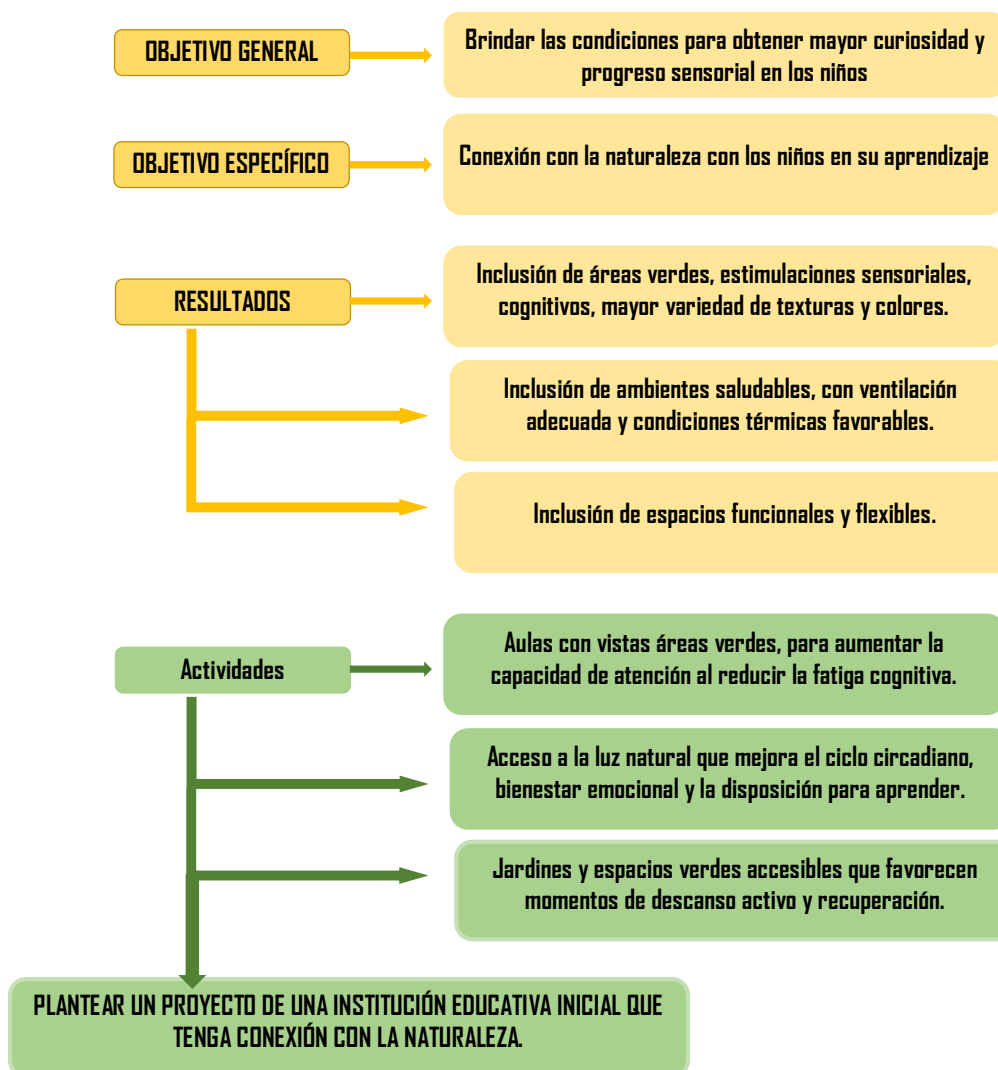 OBJETIVO GENERAL
Brindar las condiciones para obtener mayor curiosidad y
progreso sensorial en los niños
OBJETIVO ESPECÍFICO
Conexión con la naturaleza con los niños en su aprendizaje
RESULTADOS
Inclusión de áreas verdes, estimulaciones sensoriales,
cognitivos, mayor variedad de texturas y colores.
Inclusión de ambientes saludables, con ventilación
adecuada y condiciones térmicas favorables.
Inclusión de espacios funcionales y flexibles.
Actividades
Aulas con vistas áreas verdes, para aumentar la
capacidad de atención al reducir la fatiga cognitiva.
Acceso a la luz natural que mejora el ciclo circadiano,
bienestar emocional y la disposición para aprender.
Jardines y espacios verdes accesibles que favorecen
momentos de descanso activo y recuperación.
PLANTEAR UN PROYECTO DE UNA INSTITUCIÓN EDUCATIVA INICIAL QUE
TENGA CONEXIÓN CON LA NATURALEZA.